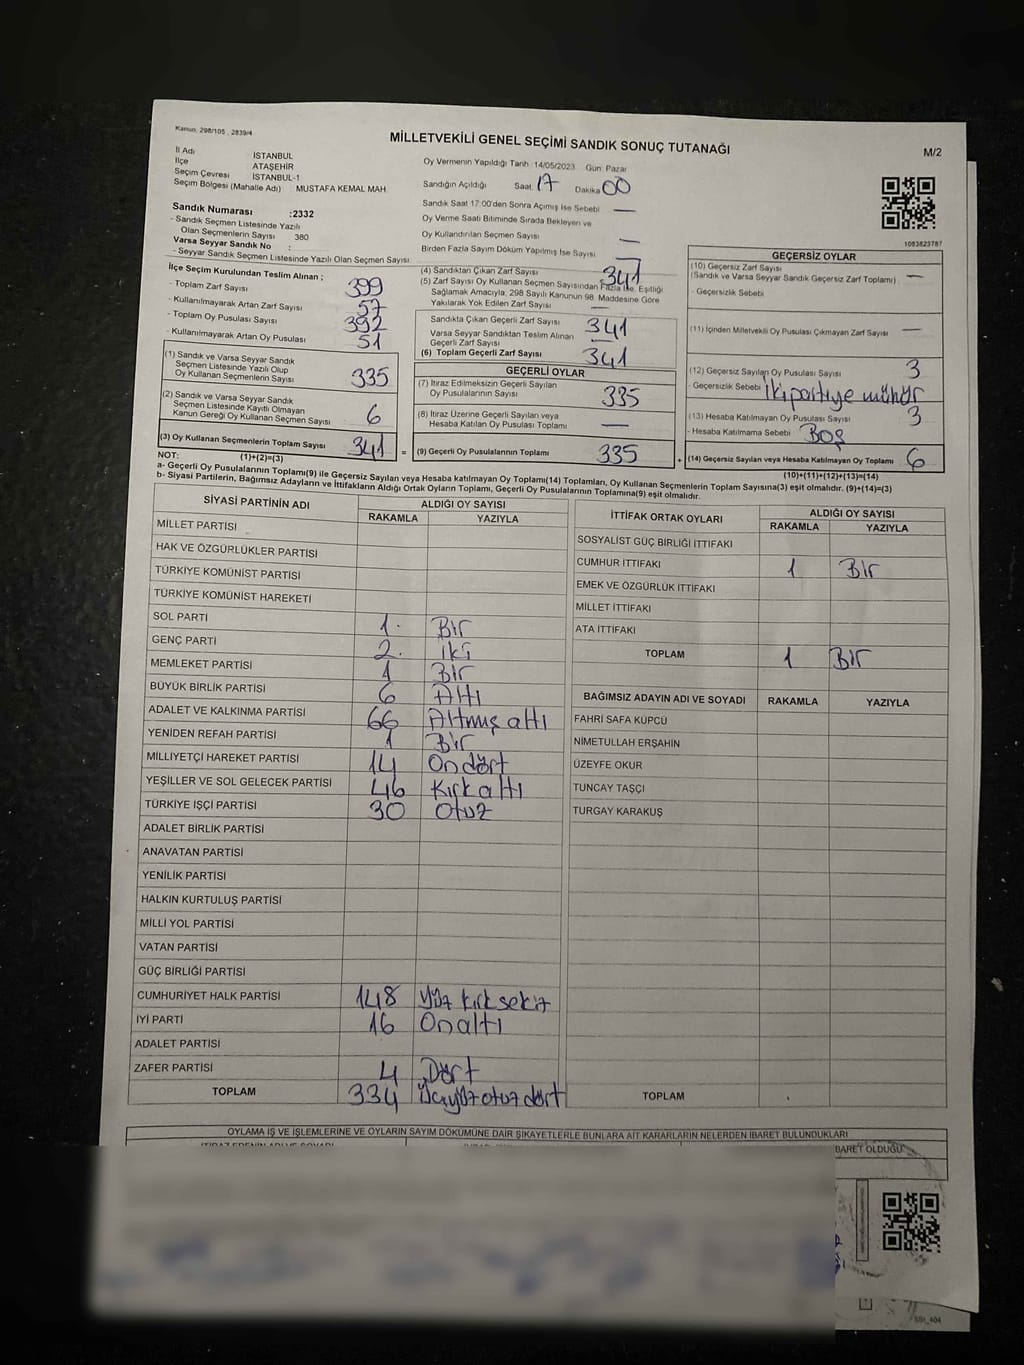 Kanun, 298/105 , 2839/4
MİLLETVEKİLİ GENEL SEÇİMİ SANDIK SONUÇ TUTANAĞI
M/2
İl Adı İSTANBUL
İlçe ATAŞEHİR
Seçim Çevresi İSTANBUL-1
Seçim Bölgesi (Mahalle Adı) MUSTAFA KEMAL MAH.
Oy Vermenin Yapıldığı Tarih 14/05/2023 Gün: Pazar
Sandığın Açıldığı Saat 17 Dakika 00
Sandık Saat 17:00'den Sonra Açılmış İse Sebebi —
Oy Verme Saati Bitiminde Sırada Bekleyen ve
Oy Kullandırılan Seçmen Sayısı —
Birden Fazla Sayım Döküm Yapılmış İse Sayısı —
1083823787
Sandık Numarası :2332
- Sandık Seçmen Listesinde Yazılı
Olan Seçmenlerin Sayısı 380
Varsa Seyyar Sandık No :
- Seyyar Sandık Seçmen Listesinde Yazılı Olan Seçmen Sayısı:
İlçe Seçim Kurulundan Teslim Alınan ;
- Toplam Zarf Sayısı 399
- Kullanılmayarak Artan Zarf Sayısı 57
- Toplam Oy Pusulası Sayısı 392
- Kullanılmayarak Artan Oy Pusulası 51
(1) Sandık ve Varsa Seyyar Sandık
Seçmen Listesinde Yazılı Olup
Oy Kullanan Seçmenlerin Sayısı 335
(2) Sandık ve Varsa Seyyar Sandık
Seçmen Listesinde Kayıtlı Olmayan
Kanun Gereği Oy Kullanan Seçmen Sayısı 6
(3) Oy Kullanan Seçmenlerin Toplam Sayısı 341 =
(4) Sandıktan Çıkan Zarf Sayısı 341
(5) Zarf Sayısı Oy Kullanan Seçmen Sayısından Fazla İse, Eşitliği
Sağlamak Amacıyla, 298 Sayılı Kanunun 98. Maddesine Göre
Yakılarak Yok Edilen Zarf Sayısı —
Sandıkta Çıkan Geçerli Zarf Sayısı 341
Varsa Seyyar Sandıktan Teslim Alınan
Geçerli Zarf Sayısı —
(6) Toplam Geçerli Zarf Sayısı 341
GEÇERLİ OYLAR
(7) İtiraz Edilmeksizin Geçerli Sayılan
Oy Pusulalarının Sayısı 335
(8) İtiraz Üzerine Geçerli Sayılan veya
Hesaba Katılan Oy Pusulası Toplamı —
(9) Geçerli Oy Pusulalarının Toplamı 335 +
GEÇERSİZ OYLAR
(10) Geçersiz Zarf Sayısı
(Sandık ve Varsa Seyyar Sandık Geçersiz Zarf Toplamı) : —
- Geçersizlik Sebebi
(11) İçinden Milletvekili Oy Pusulası Çıkmayan Zarf Sayısı —
(12) Geçersiz Sayılan Oy Pusulası Sayısı 3
- Geçersizlik Sebebi İki partiye mühür
(13) Hesaba Katılmayan Oy Pusulası Sayısı 3
- Hesaba Katılmama Sebebi BOŞ
(14) Geçersiz Sayılan veya Hesaba Katılmayan Oy Toplamı 6
NOT: (1)+(2)=(3)
(10)+(11)+(12)+(13)=(14)
a- Geçerli Oy Pusulalarının Toplamı(9) ile Geçersiz Sayılan veya Hesaba katılmayan Oy Toplamı(14) Toplamları, Oy Kullanan Seçmenlerin Toplam Sayısına(3) eşit olmalıdır. (9)+(14)=(3)
b- Siyasi Partilerin, Bağımsız Adayların ve İttifakların Aldığı Ortak Oyların Toplamı, Geçerli Oy Pusulalarının Toplamına(9) eşit olmalıdır.
SİYASİ PARTİNİN ADI ALDIĞI OY SAYISI
RAKAMLA YAZIYLA
MİLLET PARTİSİ
HAK VE ÖZGÜRLÜKLER PARTİSİ
TÜRKİYE KOMÜNİST PARTİSİ
TÜRKİYE KOMÜNİST HAREKETİ
SOL PARTİ 1. Bir
GENÇ PARTİ 2. iki
MEMLEKET PARTİSİ 1 Bir
BÜYÜK BİRLİK PARTİSİ 6 Altı
ADALET VE KALKINMA PARTİSİ 66 Altmış altı
YENİDEN REFAH PARTİSİ 1 Bir
MİLLİYETÇİ HAREKET PARTİSİ 14 Ondört
YEŞİLLER VE SOL GELECEK PARTİSİ 46 Kırk altı
TÜRKİYE İŞÇİ PARTİSİ 30 Otuz
ADALET BİRLİK PARTİSİ
ANAVATAN PARTİSİ
YENİLİK PARTİSİ
HALKIN KURTULUŞ PARTİSİ
MİLLİ YOL PARTİSİ
VATAN PARTİSİ
GÜÇ BİRLİĞİ PARTİSİ
CUMHURİYET HALK PARTİSİ 148 Yüz kırk sekiz
İYİ PARTİ 16 Onaltı
ADALET PARTİSİ
ZAFER PARTİSİ 4 Dört
TOPLAM 334 Üçyüz otuz dört
İTTİFAK ORTAK OYLARI ALDIĞI OY SAYISI
RAKAMLA YAZIYLA
SOSYALİST GÜÇ BİRLİĞİ İTTİFAKI
CUMHUR İTTİFAKI 1 Bir
EMEK VE ÖZGÜRLÜK İTTİFAKI
MİLLET İTTİFAKI
ATA İTTİFAKI
TOPLAM 1 Bir
BAĞIMSIZ ADAYIN ADI VE SOYADI RAKAMLA YAZIYLA
FAHRİ SAFA KÜPCÜ
NİMETULLAH ERŞAHİN
ÜZEYFE OKUR
TUNCAY TAŞÇI
TURGAY KARAKUŞ
TOPLAM
OYLAMA İŞ VE İŞLEMLERİNE VE OYLARIN SAYIM DÖKÜMÜNE DAİR ŞİKAYETLERLE BUNLARA AİT KARARLARIN NELERDEN İBARET BULUNDUKLARI
BARET OLDUĞU
404